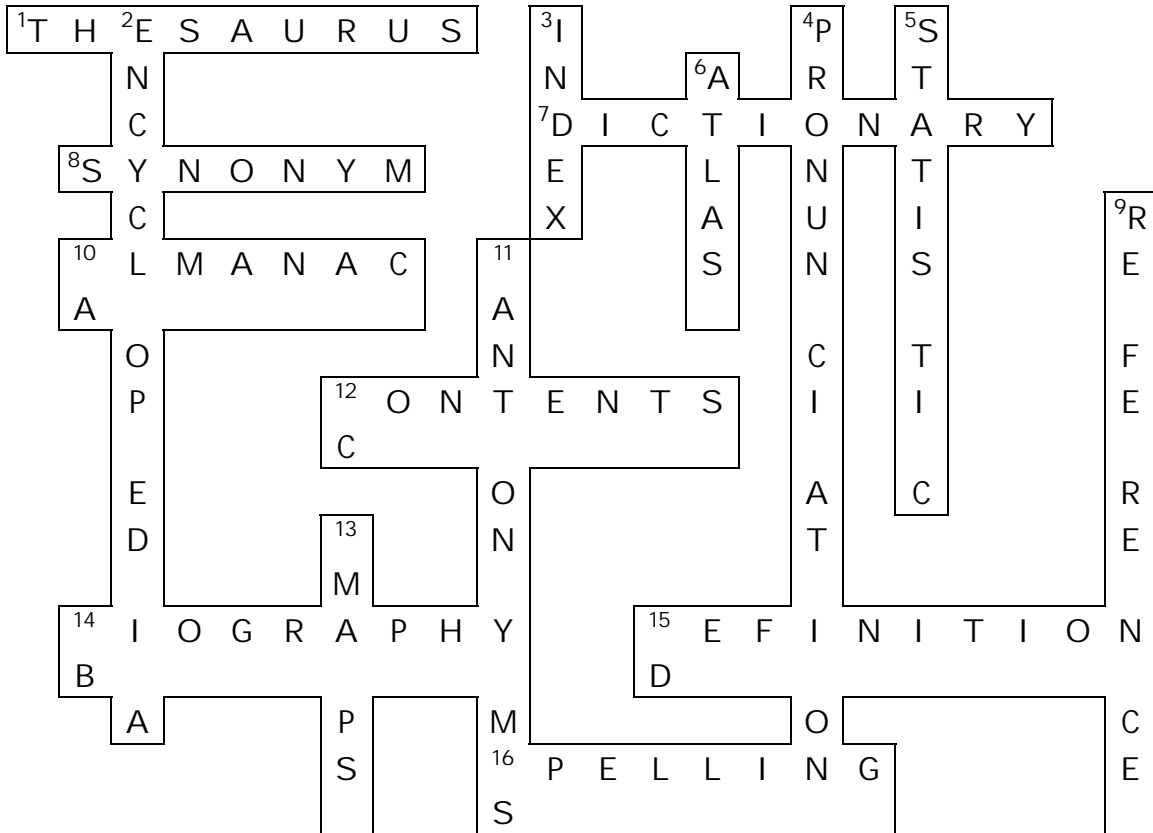 1T H 2E S A U R U S 3I 4P 5S
N N 6A R T
C 7D I C T I O N A R Y
8S Y N O N Y M E L N T
C X A U I 9R
10 L M A N A C 11 S N S E
A A
O N C T F
P 12 O N T E N T S I I E
C
E O A C R
D 13 N T E
M
14 I O G R A P H Y 15 E F I N I T I O N
B D
A P M O C
S 16 P E L L I N G E
S